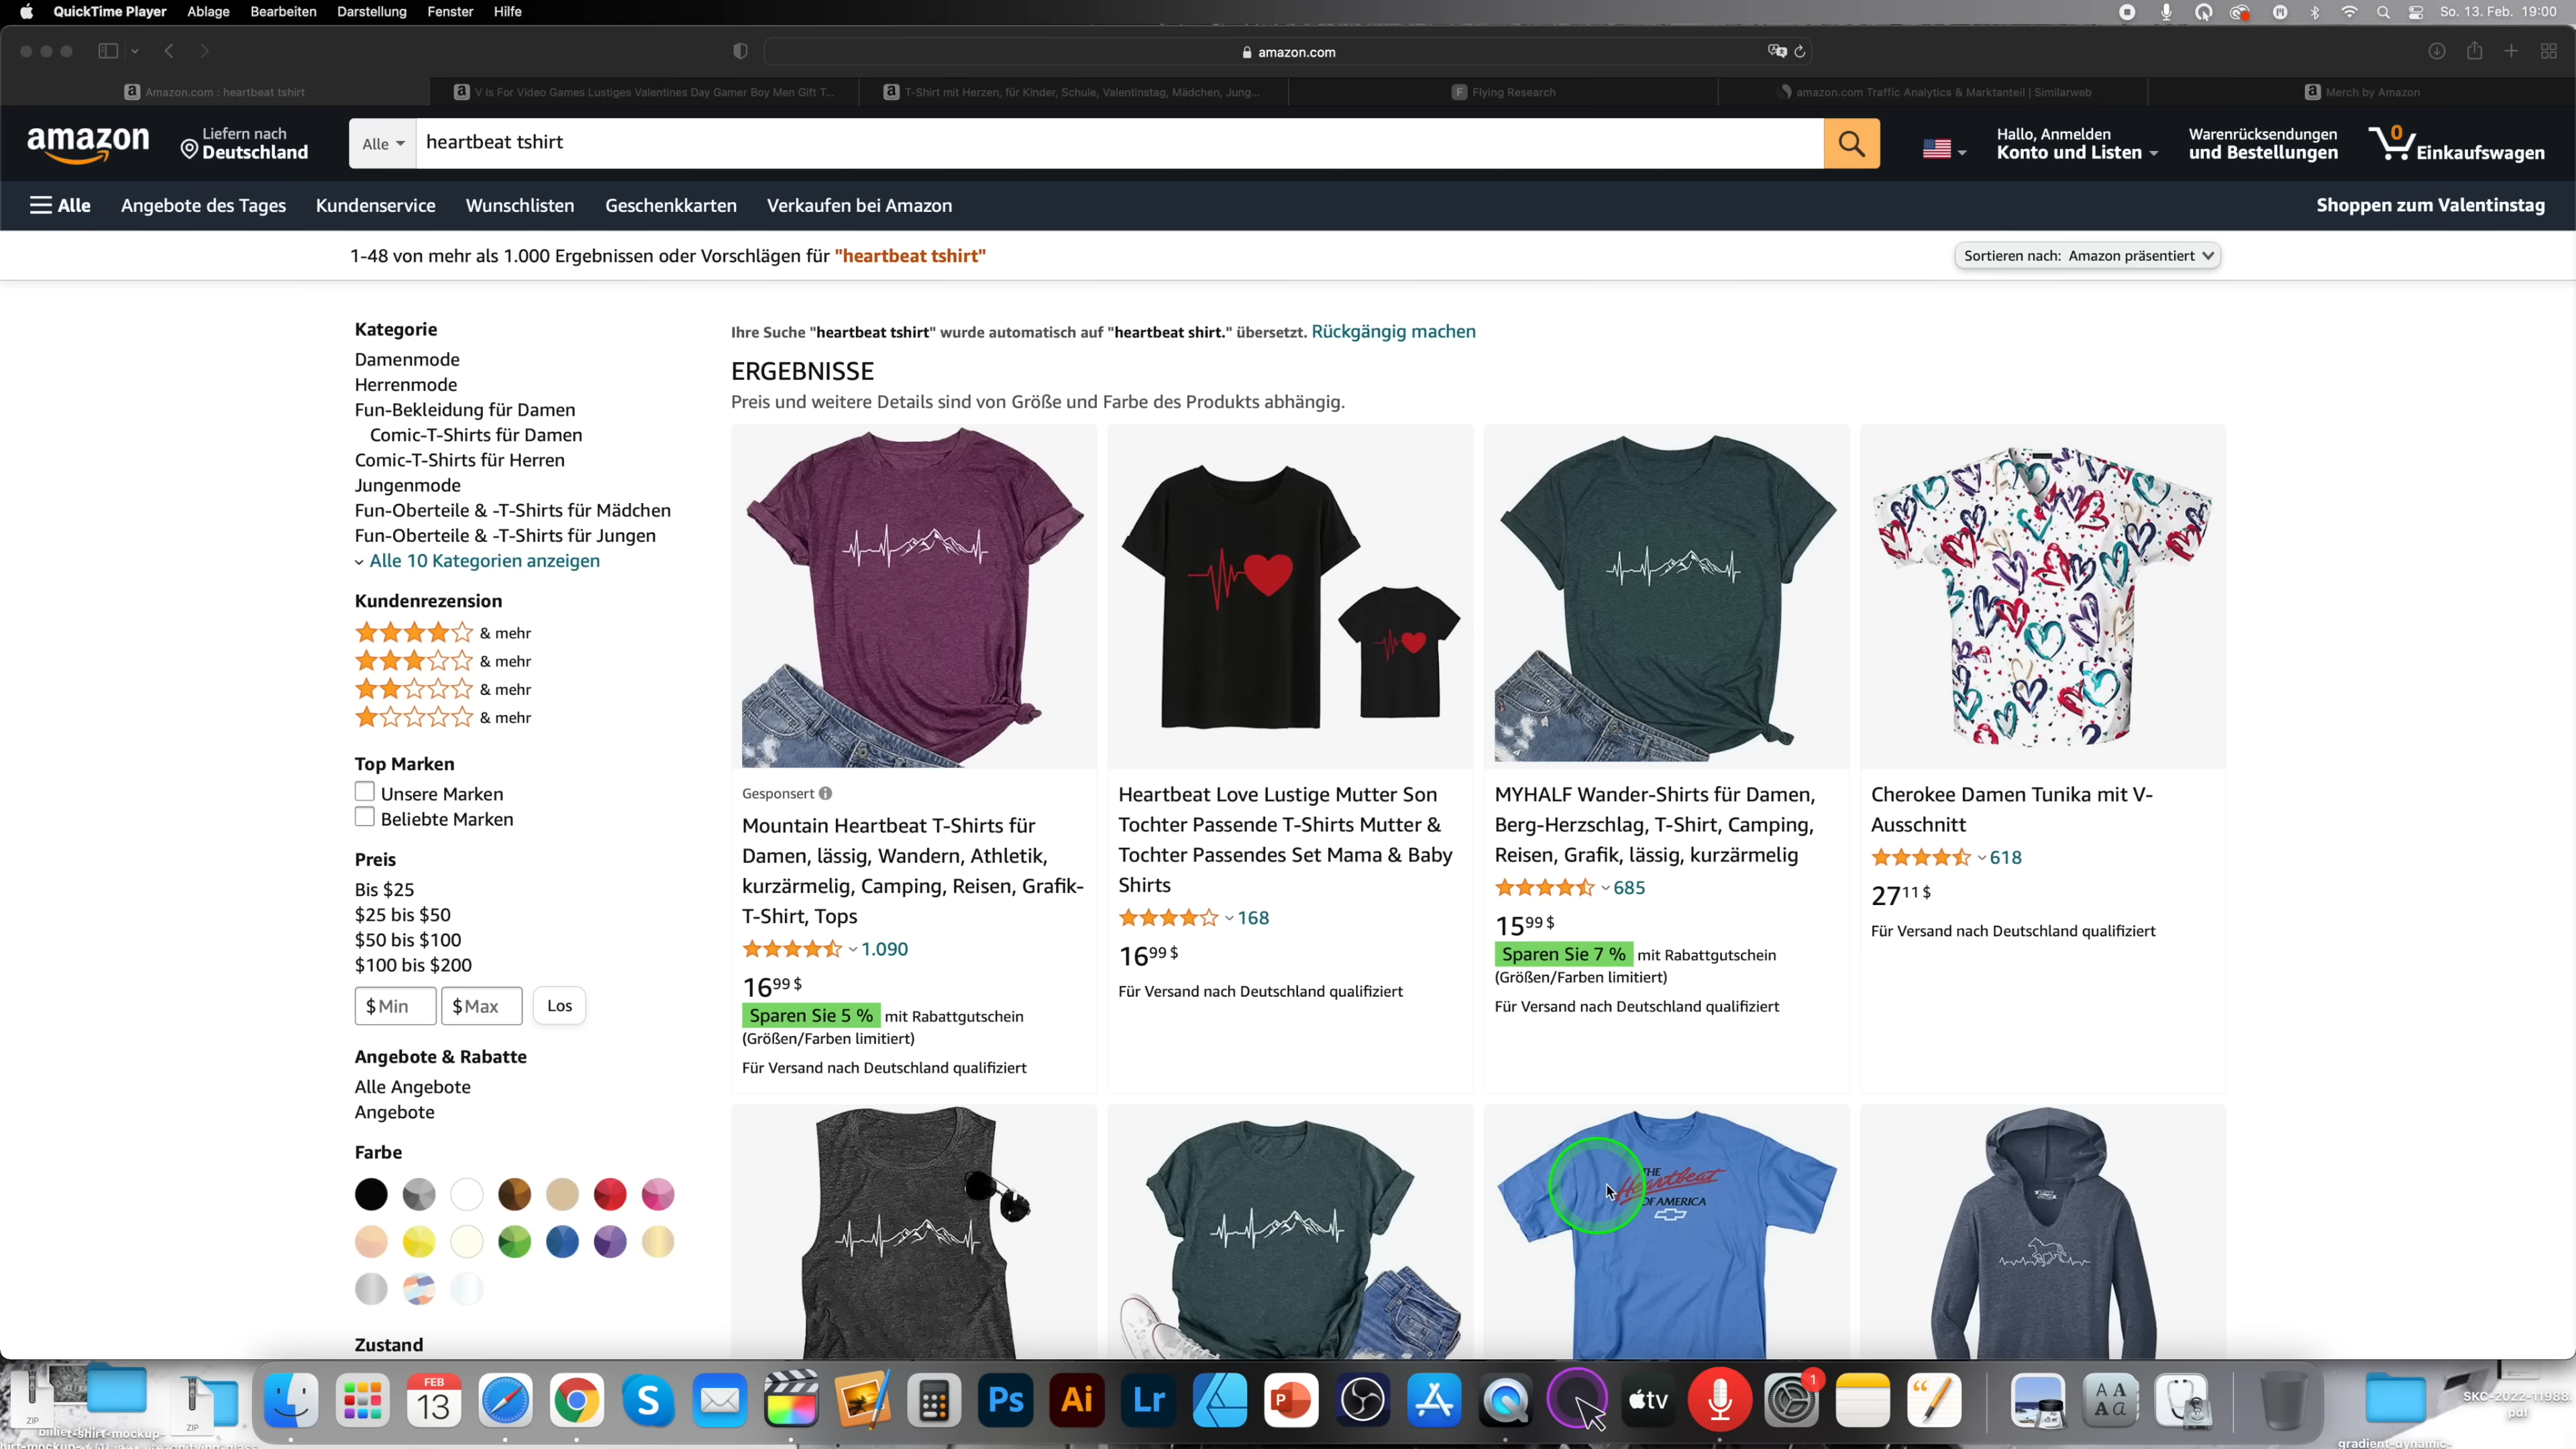 QuickTime Player Ablage Bearbeiten Darstellung Fenster Hilfe So. 13. Feb. 19:00
amazon.com
Amazon.com : heartbeat tshirt
V Is For Video Games Lustiges Valentines Day Gamer Boy Men Gift T...
T-Shirt mit Herzen, für Kinder, Schule, Valentinstag, Mädchen, Jung...
Flying Research
amazon.com Traffic Analytics & Marktanteil | Similarweb
Merch by Amazon
amazon
Liefern nach
Deutschland
Alle
heartbeat tshirt
Hallo, Anmelden
Konto und Listen
Warenrücksendungen
und Bestellungen
0
Einkaufswagen
Alle Angebote des Tages Kundenservice Wunschlisten Geschenkkarten Verkaufen bei Amazon Shoppen zum Valentinstag
1-48 von mehr als 1.000 Ergebnissen oder Vorschlägen für "heartbeat tshirt"
Sortieren nach: Amazon präsentiert
Kategorie
Damenmode
Herrenmode
Fun-Bekleidung für Damen
Comic-T-Shirts für Damen
Comic-T-Shirts für Herren
Jungenmode
Fun-Oberteile & -T-Shirts für Mädchen
Fun-Oberteile & -T-Shirts für Jungen
Alle 10 Kategorien anzeigen
Kundenrezension
& mehr
& mehr
& mehr
& mehr
Top Marken
Unsere Marken
Beliebte Marken
Preis
Bis $25
$25 bis $50
$50 bis $100
$100 bis $200
$ Min $ Max Los
Angebote & Rabatte
Alle Angebote
Angebote
Farbe
Zustand
Ihre Suche "heartbeat tshirt" wurde automatisch auf "heartbeat shirt." übersetzt. Rückgängig machen
ERGEBNISSE
Preis und weitere Details sind von Größe und Farbe des Produkts abhängig.
Gesponsert
Mountain Heartbeat T-Shirts für
Damen, lässig, Wandern, Athletik,
kurzärmelig, Camping, Reisen, Grafik-
T-Shirt, Tops
1.090
16 99 $
Sparen Sie 5 % mit Rabattgutschein
(Größen/Farben limitiert)
Für Versand nach Deutschland qualifiziert
Heartbeat Love Lustige Mutter Son
Tochter Passende T-Shirts Mutter &
Tochter Passendes Set Mama & Baby
Shirts
168
16 99 $
Für Versand nach Deutschland qualifiziert
MYHALF Wander-Shirts für Damen,
Berg-Herzschlag, T-Shirt, Camping,
Reisen, Grafik, lässig, kurzärmelig
685
15 99 $
Sparen Sie 7 % mit Rabattgutschein
(Größen/Farben limitiert)
Für Versand nach Deutschland qualifiziert
Cherokee Damen Tunika mit V-
Ausschnitt
618
27 11 $
Für Versand nach Deutschland qualifiziert
THE
Heartbeat
OF AMERICA
ZIP
ZIP
FEB
13
S
Ps
Ai
Lr
P
tv
1
A A
A a
SKC-2022-11988.
pdf
gradient-dynamic-